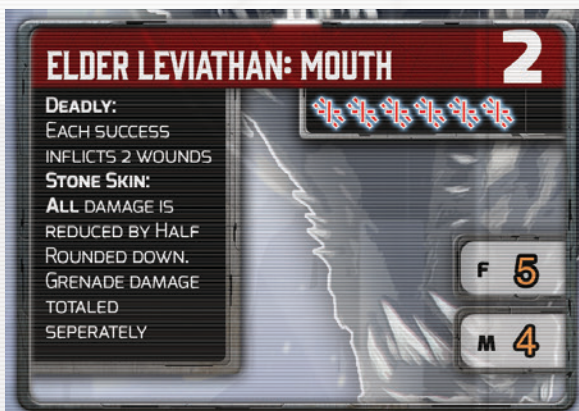 ELDER LEVIATHAN: MOUTH 2
DEADLY:
EACH SUCCESS
INFLICTS 2 WOUNDS
STONE SKIN:
ALL DAMAGE IS
REDUCED BY HALF
ROUNDED DOWN.
GRENADE DAMAGE
TOTALED
SEPERATELY
F 5
M 4